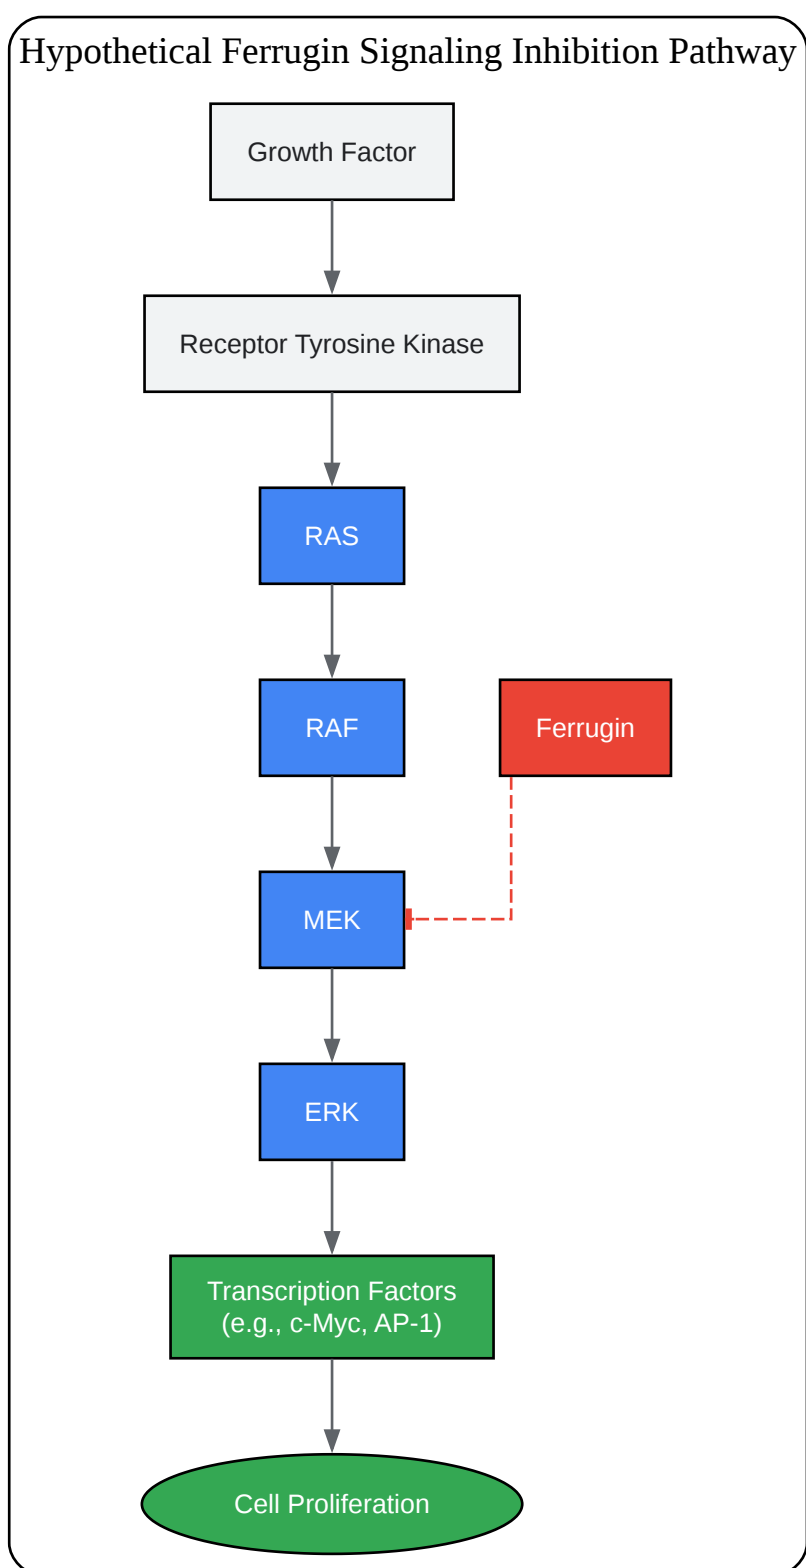 Hypothetical Ferrugin Signaling Inhibition Pathway
Growth Factor
Receptor Tyrosine Kinase
RAS
RAF
Ferrugin
MEK
ERK
Transcription Factors
(e.g., c-Myc, AP-1)
Cell Proliferation